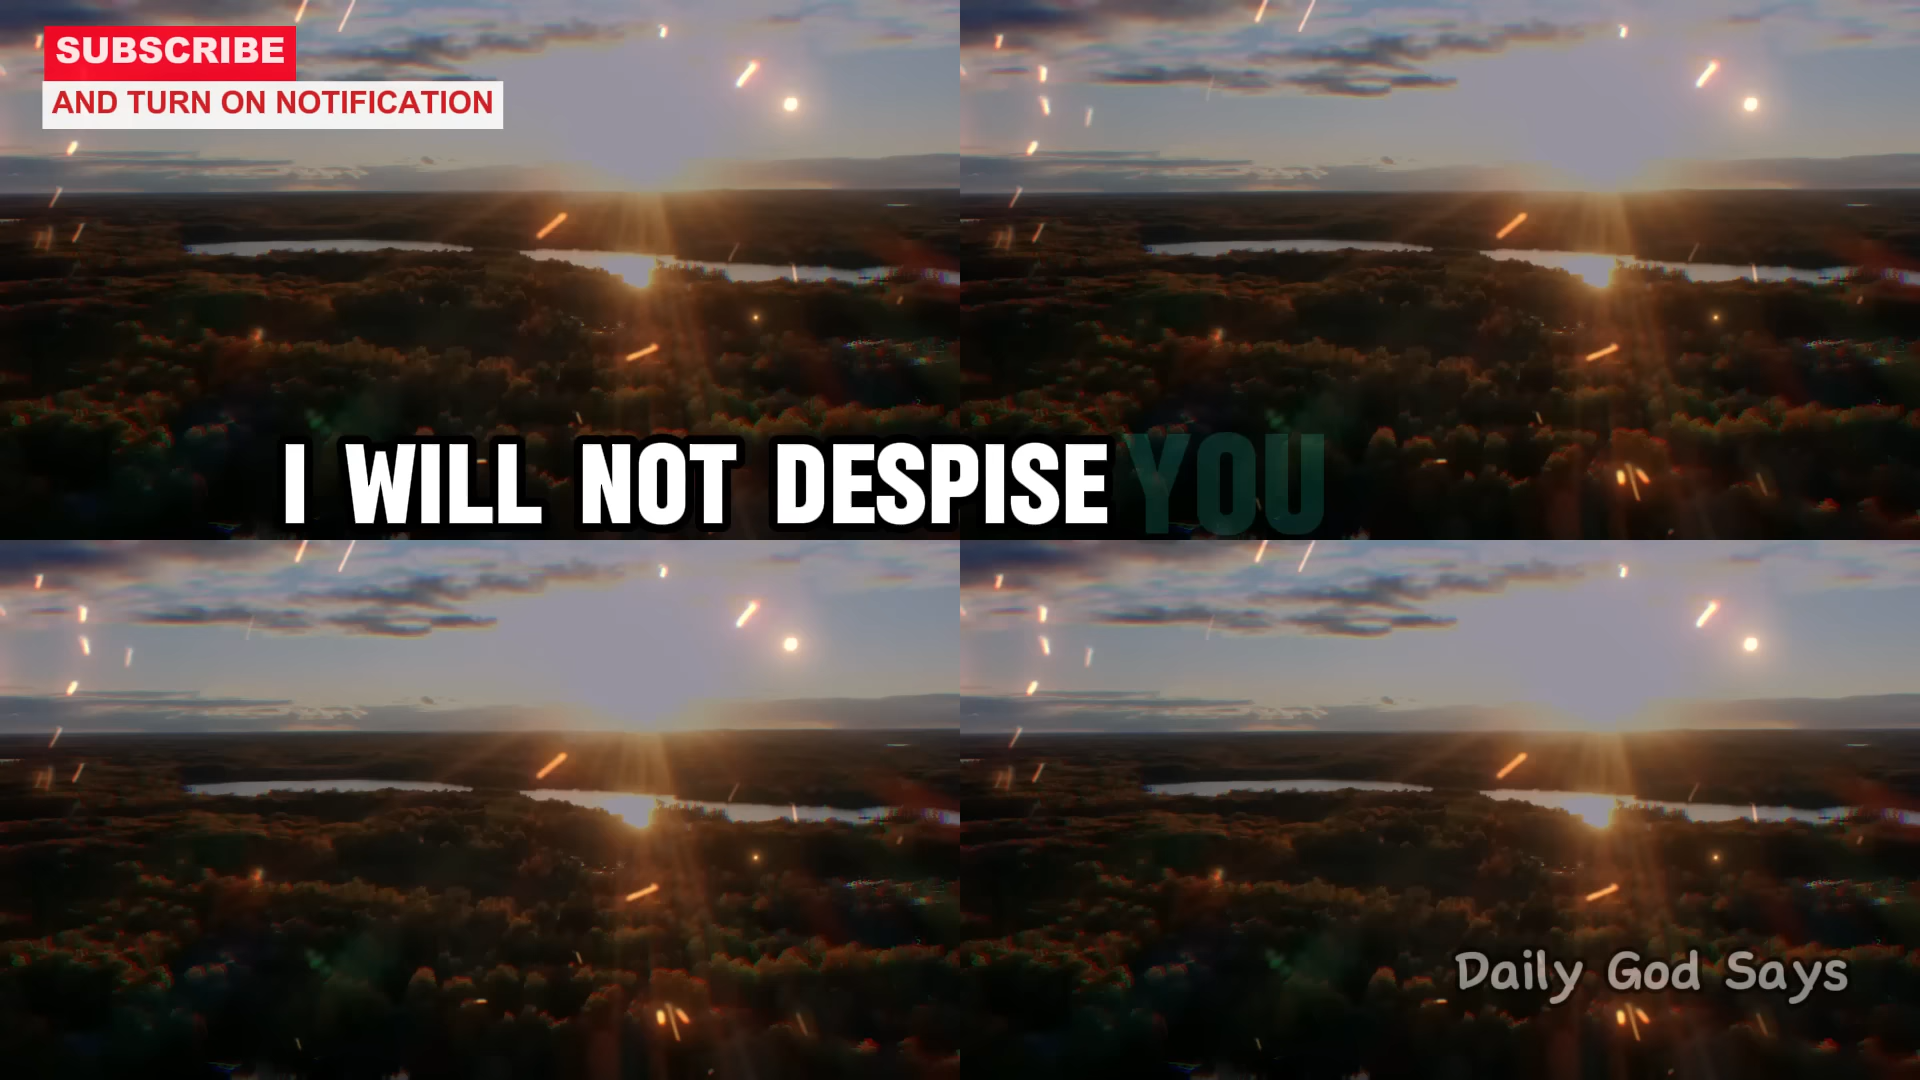 SUBSCRIBE
AND TURN ON NOTIFICATION
I WILL NOT DESPISE YOU
Daily God Says